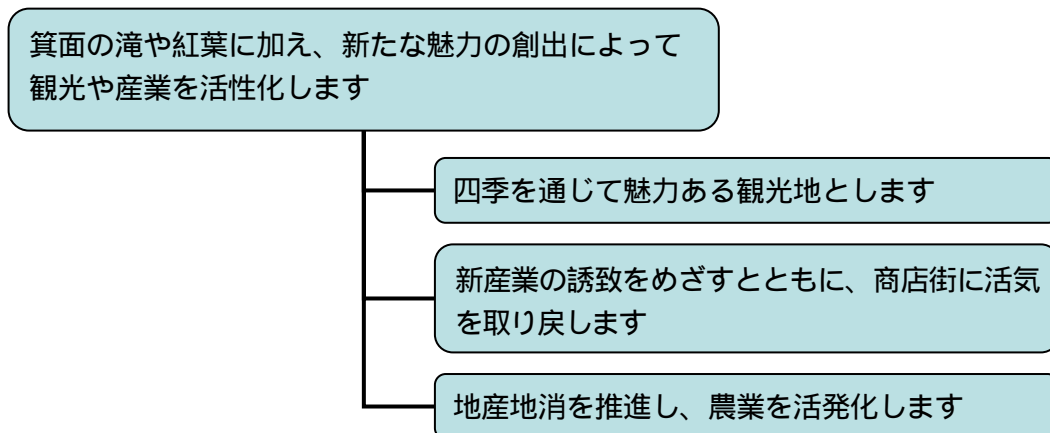 箕面の滝や紅葉に加え、新たな魅力の創出によって
観光や産業を活性化します
四季を通じて魅力ある観光地とします
新産業の誘致をめざすとともに、商店街に活気
を取り戻します
地産地消を推進し、農業を活発化します